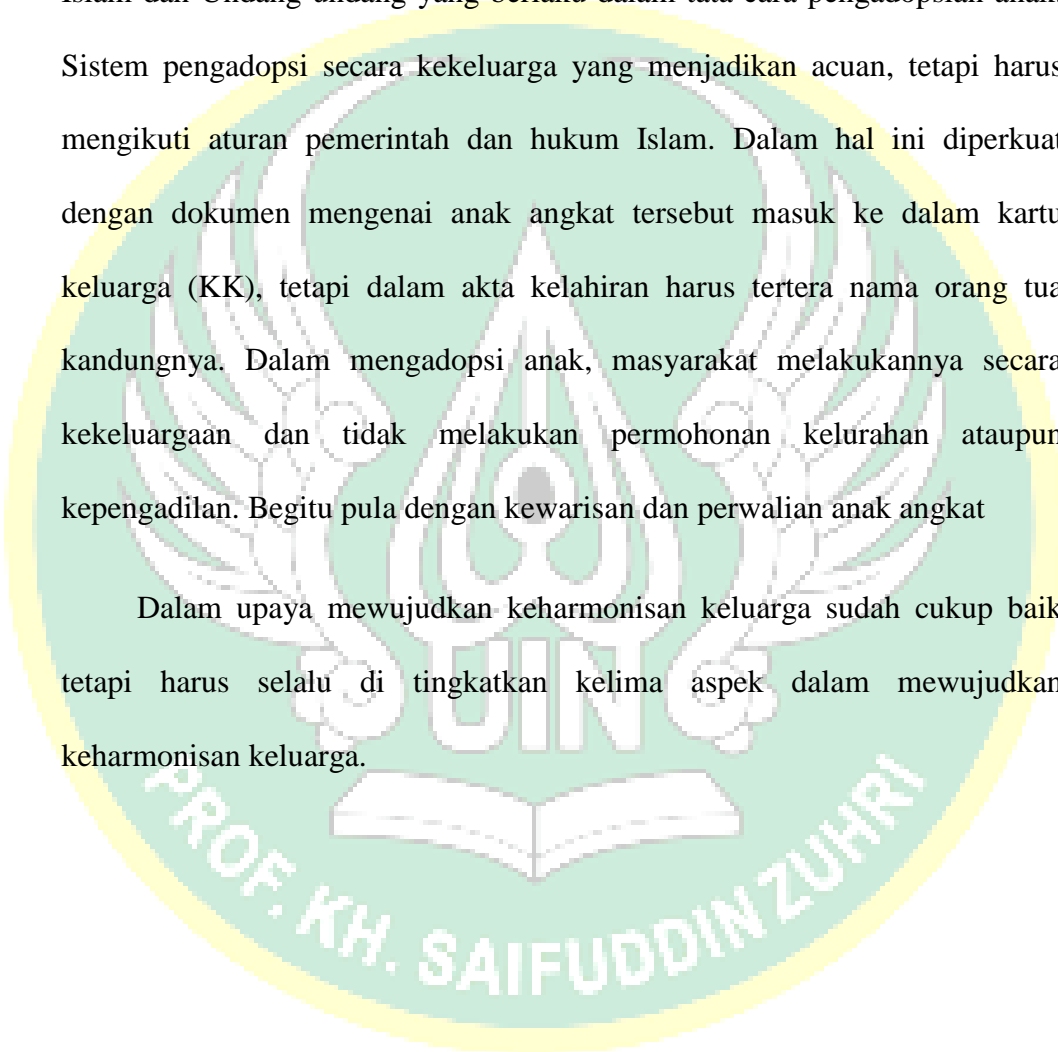 Islam dan Undang-undang yang berlaku dalam tata cara pengadopsian anak.
Sistem pengadopsi secara kekeluarga yang menjadikan acuan, tetapi harus
mengikuti aturan pemerintah dan hukum Islam. Dalam hal ini diperkuat
dengan dokumen mengenai anak angkat tersebut masuk ke dalam kartu
keluarga (KK), tetapi dalam akta kelahiran harus tertera nama orang tua
kandungnya. Dalam mengadopsi anak, masyarakat melakukannya secara
kekeluargaan dan tidak melakukan permohonan kelurahan ataupun
kepengadilan. Begitu pula dengan kewarisan dan perwalian anak angkat
Dalam upaya mewujudkan keharmonisan keluarga sudah cukup baik
tetapi harus selalu di tingkatkan kelima aspek dalam mewujudkan
keharmonisan keluarga.
UIN
PROF. KH. SAIFUDDIN ZUHRI